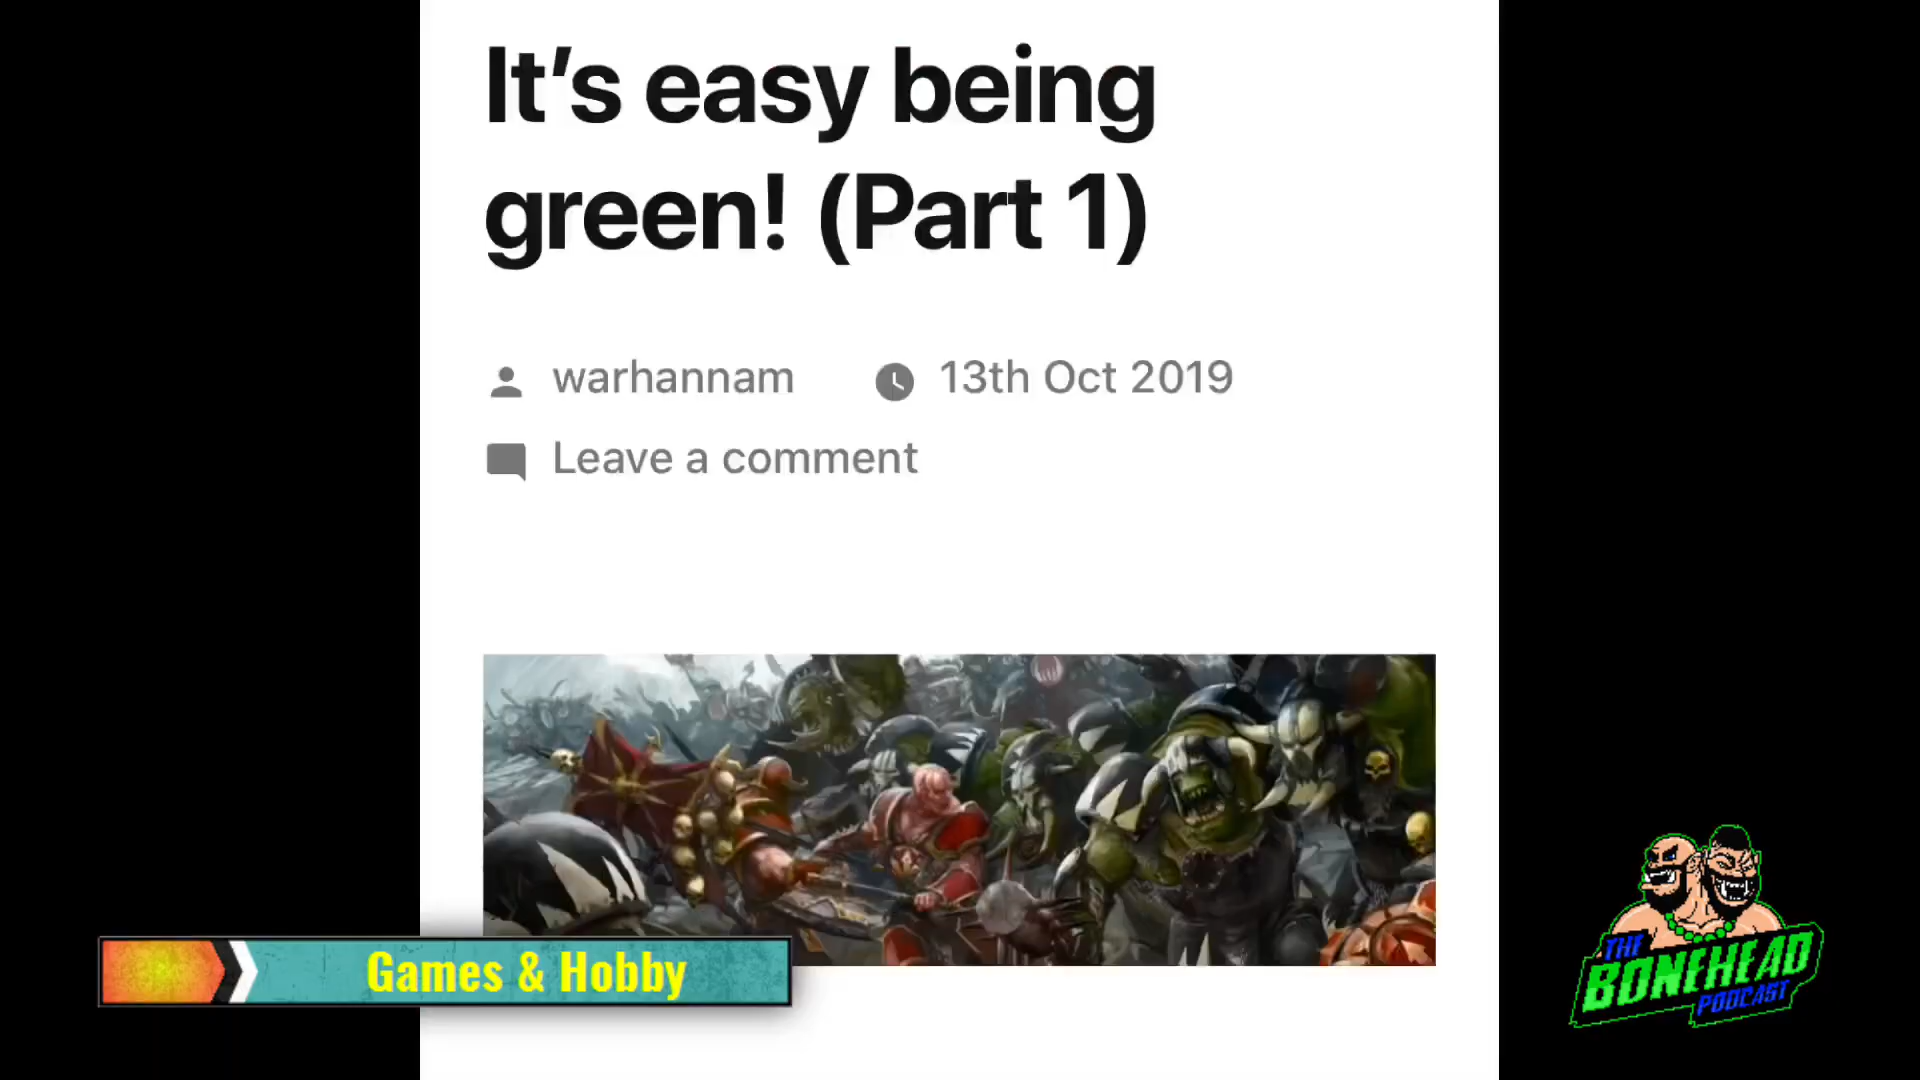 It's easy being
green! (Part 1)
warhannam 13th Oct 2019
Leave a comment
Games & Hobby
THE
BONEHEAD
PODCAST